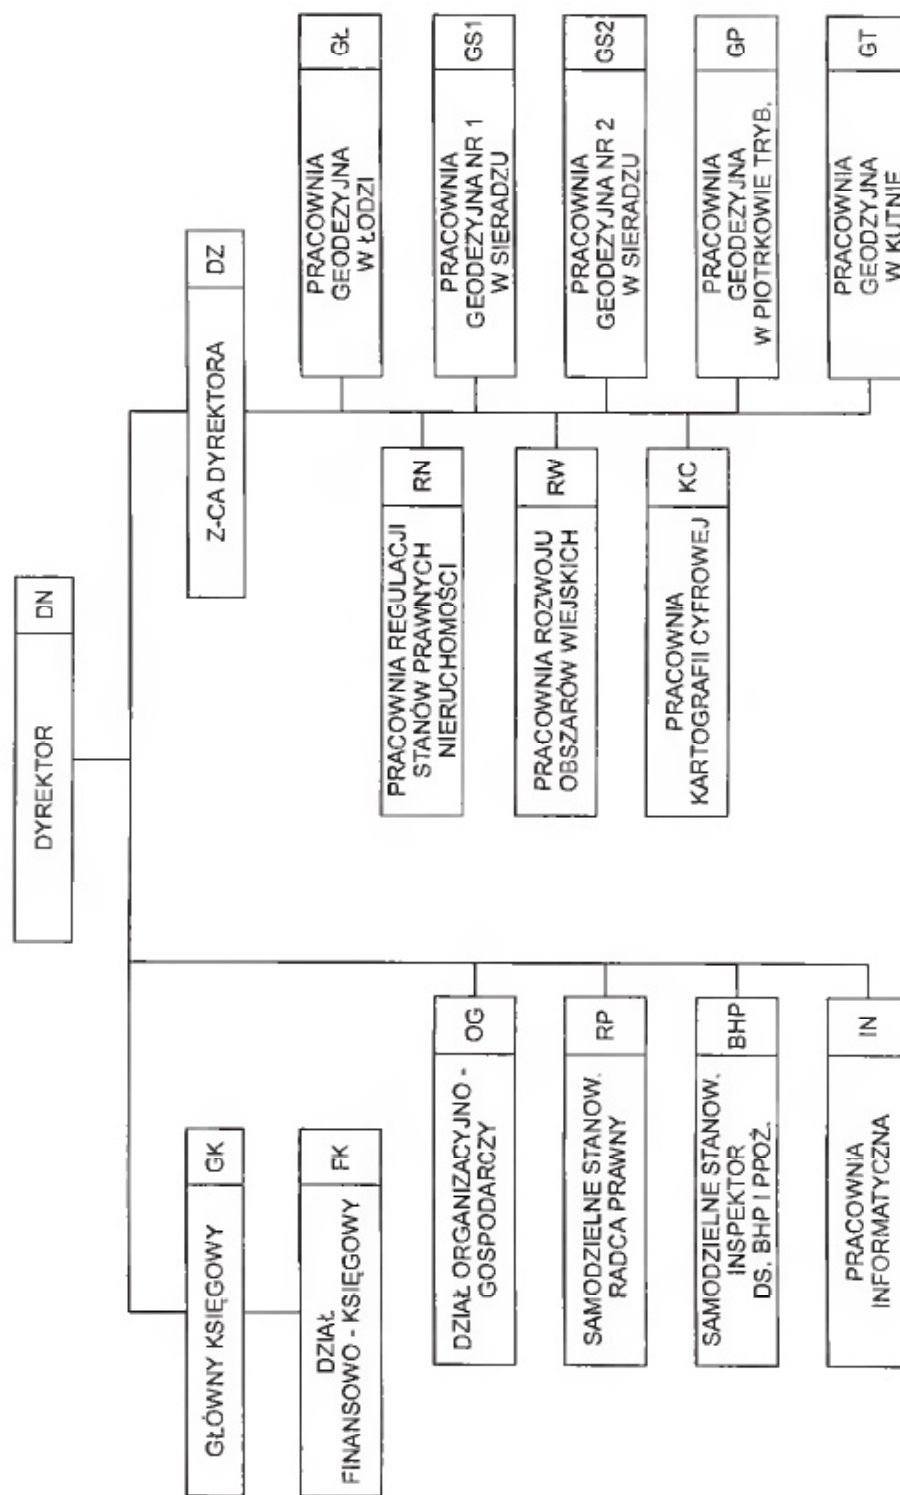 DYREKTOR
DN
GŁÓWNY KSIĘGOWY
GK
Z-CA DYREKTORA
DZ
DZIAŁ
FINANSOWO - KSIĘGOWY
FK
PRACOWNIA
GEODEZYJNA
W ŁODZI
GŁ
PRACOWNIA REGULACJI
STANÓW PRAWNYCH
NIERUCHOMOŚCI
RN
DZIAŁ ORGANIZACYJNO -
GOSPODARCZY
OG
PRACOWNIA
GEODEZYJNA NR 1
W SIERADZU
GS1
PRACOWNIA ROZWOJU
OBSZARÓW WIEJSKICH
RW
SAMODZIELNE STANOW.
RADCA PRAWNY
RP
PRACOWNIA
GEODEZYJNA NR 2
W SIERADZU
GS2
PRACOWNIA
KARTOGRAFII CYFROWEJ
KC
SAMODZIELNE STANOW.
INSPEKTOR
DS. BHP I PPOŻ.
BHP
PRACOWNIA
GEODEZYJNA
W PIOTRKOWIE TRYB.
GP
PRACOWNIA
INFORMATYCZNA
IN
PRACOWNIA
GEODZYJNA
W KUTNIE
GT